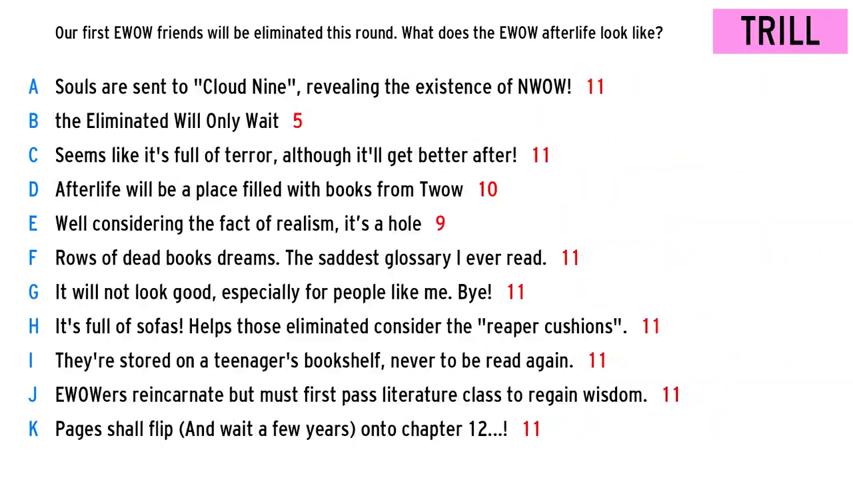 Our first EWOW friends will be eliminated this round. What does the EWOW afterlife look like?
TRILL
A Souls are sent to "Cloud Nine", revealing the existence of NWOW! 11
B the Eliminated Will Only Wait 5
C Seems like it's full of terror, although it'll get better after! 11
D Afterlife will be a place filled with books from Twow 10
E Well considering the fact of realism, it’s a hole 9
F Rows of dead books dreams. The saddest glossary I ever read. 11
G It will not look good, especially for people like me. Bye! 11
H It's full of sofas! Helps those eliminated consider the "reaper cushions". 11
I They're stored on a teenager's bookshelf, never to be read again. 11
J EWOWers reincarnate but must first pass literature class to regain wisdom. 11
K Pages shall flip (And wait a few years) onto chapter 12...! 11